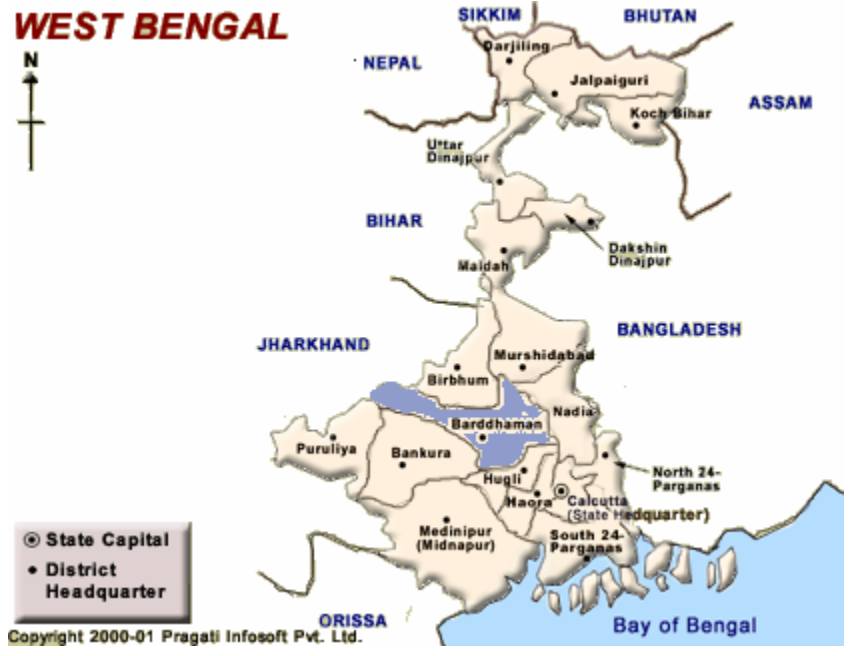 WEST BENGAL
SIKKIM
BHUTAN
N
NEPAL
Darjiling
Jalpaiguri
ASSAM
Koch Bihar
Uttar
Dinajpur
BIHAR
Dakshin
Dinajpur
Maldah
BANGLADESH
JHARKHAND
Murshidabad
Birbhum
Nadia
Barddhaman
Puruliya
Bankura
North 24-
Parganas
Hugli
Haora
Calcutta
(State Hedquarter)
Medinipur
(Midnapur)
South 24-
Parganas
State Capital
District
Headquarter
ORISSA
Bay of Bengal
Copyright 2000-01 Pragati Infosoft Pvt. Ltd.